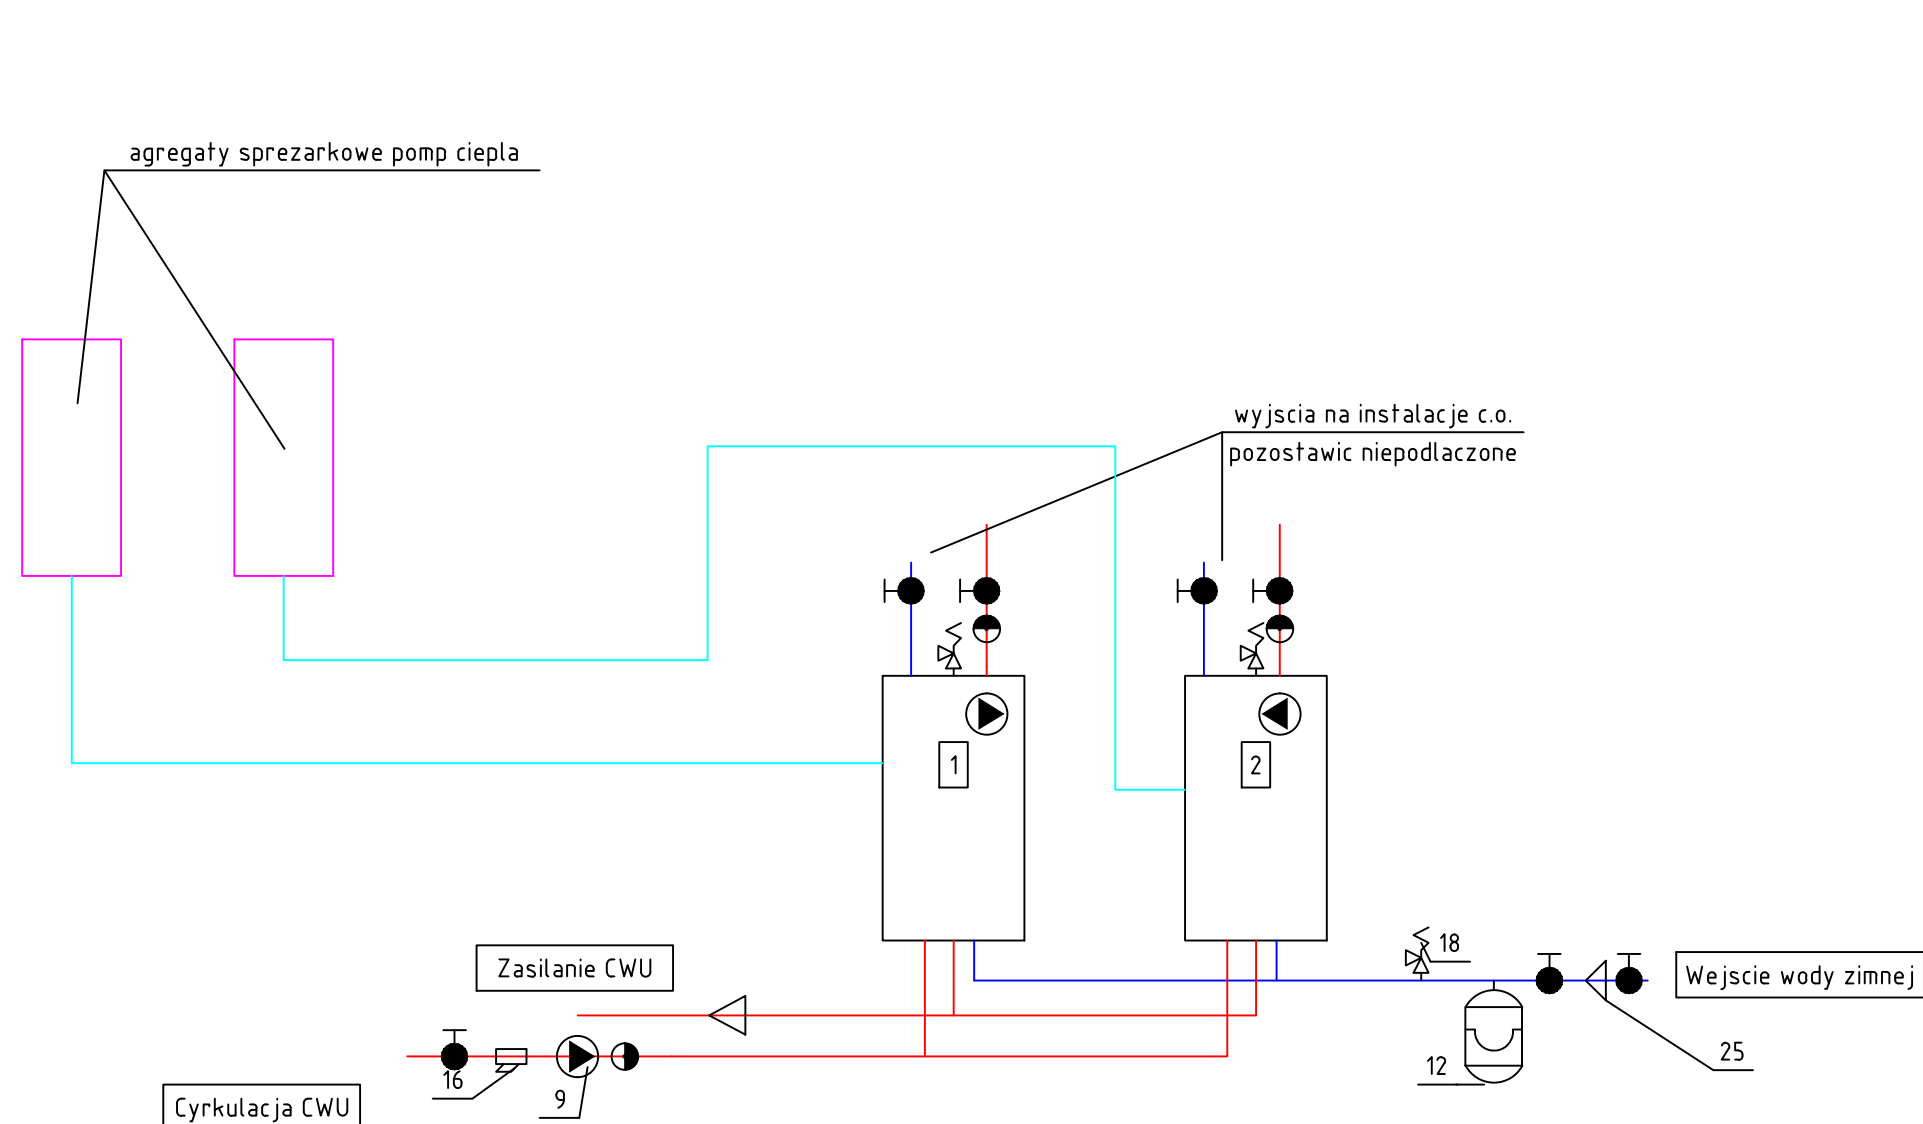 agregaty sprezarkowe pomp ciepla
wyjscia na instalacje c.o.
pozostawic niepodlaczone
1
2
18
Zasilanie CWU
Wejscie wody zimnej
25
12
16
9
Cyrkulacja CWU